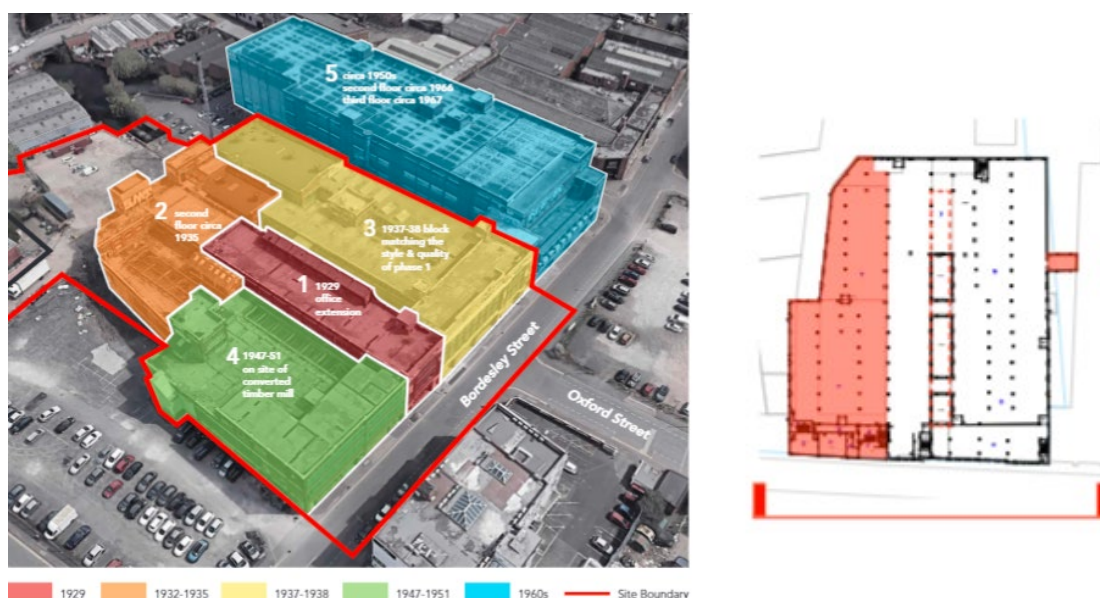 5 circa 1950s
second floor circa 1966
third floor circa 1967
2 second
floor circa
1935
3 1937-38 block
matching the
style & quality
of phase 1
1 1929
office
extension
4 1947-51
on site of
converted
timber mill
Bordesley Street
Oxford Street
1929
1932-1935
1937-1938
1947-1951
1960s
Site Boundary